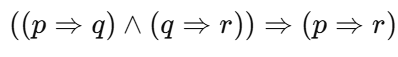 ((p ⇒ q) ∧ (q ⇒ r)) ⇒ (p ⇒ r)